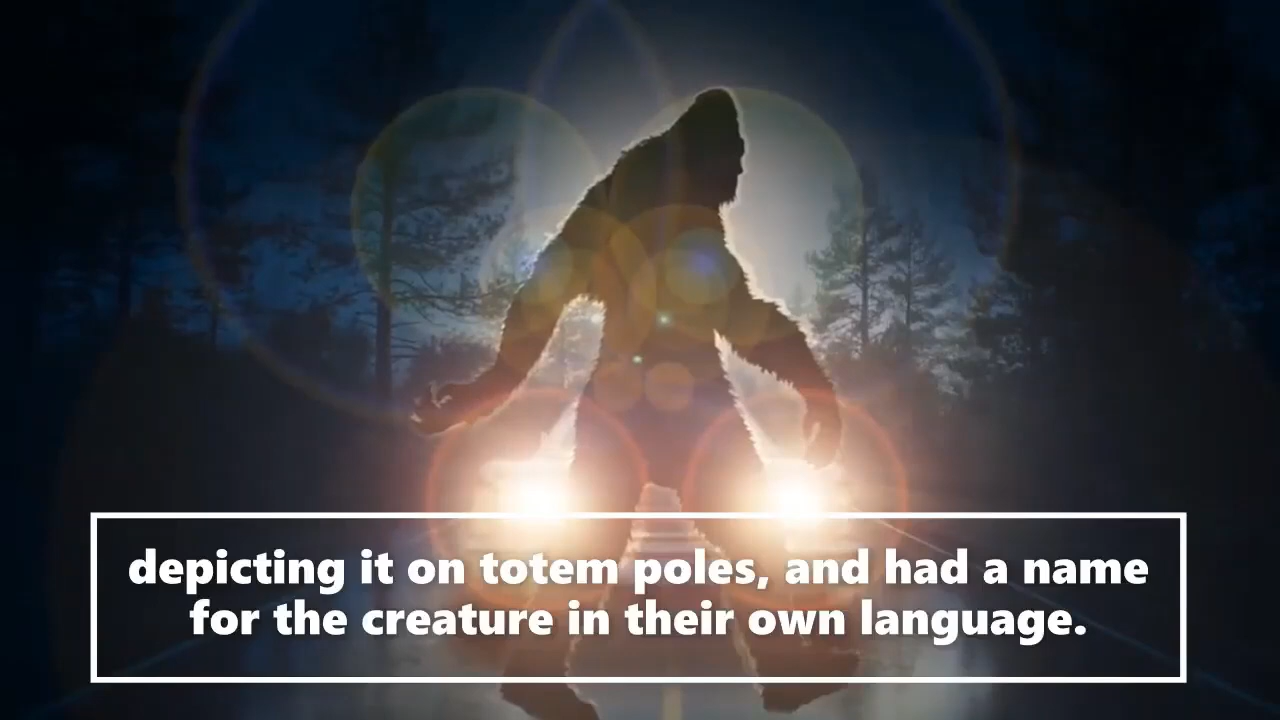 depicting it on totem poles, and had a name
for the creature in their own language.